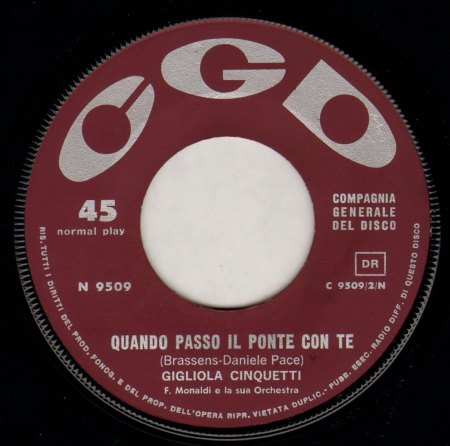 CGD
45
normal play
COMPAGNIA
GENERALE
DEL DISCO
DR
N 9509
C 9509/2/N
QUANDO PASSO IL PONTE CON TE
(Brassens-Daniele Pace)
GIGLIOLA CINQUETTI
F. Monaldi e la sua Orchestra
RIS. TUTTI I DIRITTI DEL PROD. FONOG. E DEL PROP. DELL'OPERA RIPR. VIETATA DUPLIC.- PUBB. ESEC. RADIO DIFF. DI QUESTO DISCO